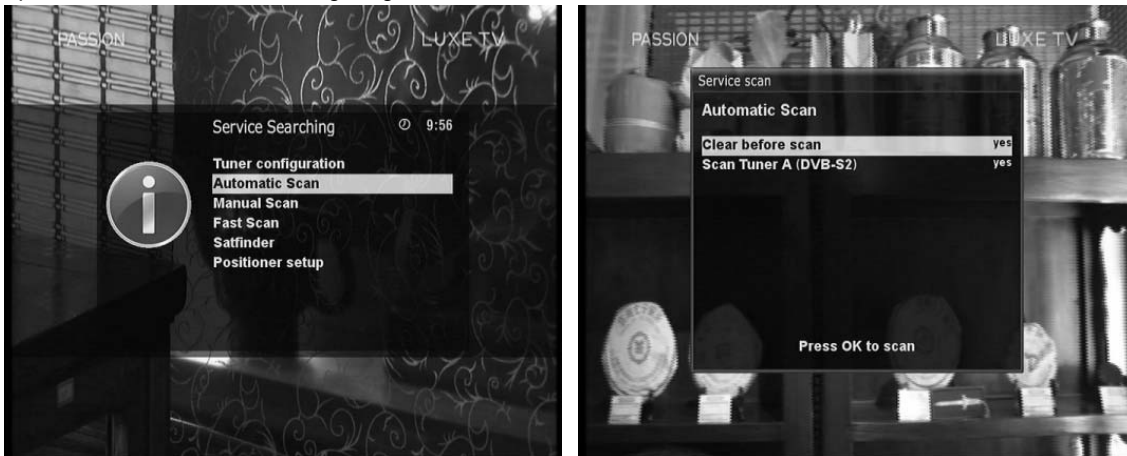 PASSION LUXE TV
Service Searching 9:56
Tuner configuration
Automatic Scan
Manual Scan
Fast Scan
Satfinder
Positioner setup
PASSION LUXE TV
Service scan
Automatic Scan
Clear before scan yes
Scan Tuner A (DVB-S2) yes
Press OK to scan